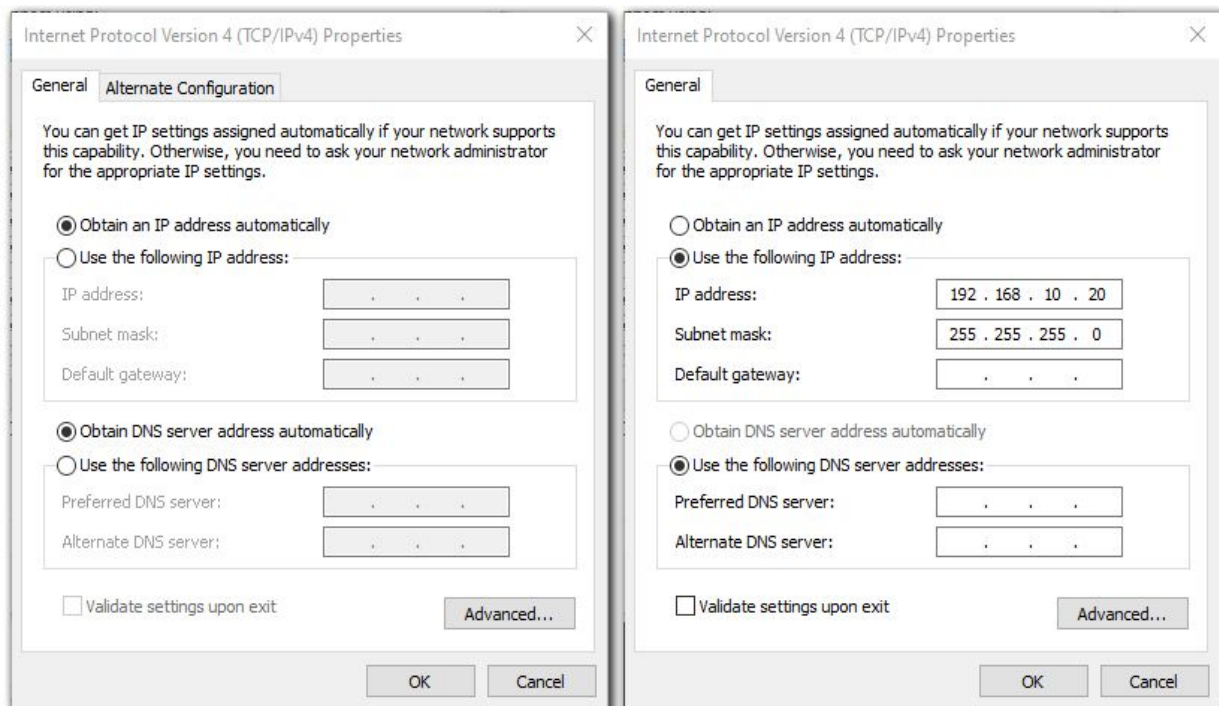 Internet Protocol Version 4 (TCP/IPv4) Properties
General
Alternate Configuration
You can get IP settings assigned automatically if your network supports
this capability. Otherwise, you need to ask your network administrator
for the appropriate IP settings.
Obtain an IP address automatically
Use the following IP address:
IP address:
Subnet mask:
Default gateway:
Obtain DNS server address automatically
Use the following DNS server addresses:
Preferred DNS server:
Alternate DNS server:
Validate settings upon exit
Advanced...
OK
Cancel
Internet Protocol Version 4 (TCP/IPv4) Properties
General
You can get IP settings assigned automatically if your network supports
this capability. Otherwise, you need to ask your network administrator
for the appropriate IP settings.
Obtain an IP address automatically
Use the following IP address:
IP address: 192 . 168 . 10 . 20
Subnet mask: 255 . 255 . 255 . 0
Default gateway:
Obtain DNS server address automatically
Use the following DNS server addresses:
Preferred DNS server:
Alternate DNS server:
Validate settings upon exit
Advanced...
OK
Cancel